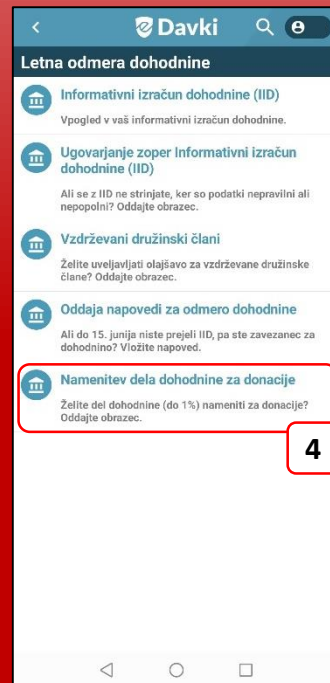 eDavki
Letna odmera dohodnine
Informativni izračun dohodnine (IID)
Vpogled v vaš informativni izračun dohodnine.
Ugovarjanje zoper Informativni izračun
dohodnine (IID)
Ali se z IID ne strinjate, ker so podatki nepravilni ali
nepopolni? Oddajte obrazec.
Vzdrževani družinski člani
Želite uveljavljati olajšavo za vzdrževane družinske
člane? Oddajte obrazec.
Oddaja napovedi za odmero dohodnine
Ali do 15. junija niste prejeli IID, pa ste zavezanec za
dohodnino? Vložite napoved.
Namenitev dela dohodnine za donacije
Želite del dohodnine (do 1%) nameniti za donacije?
Oddajte obrazec.
4